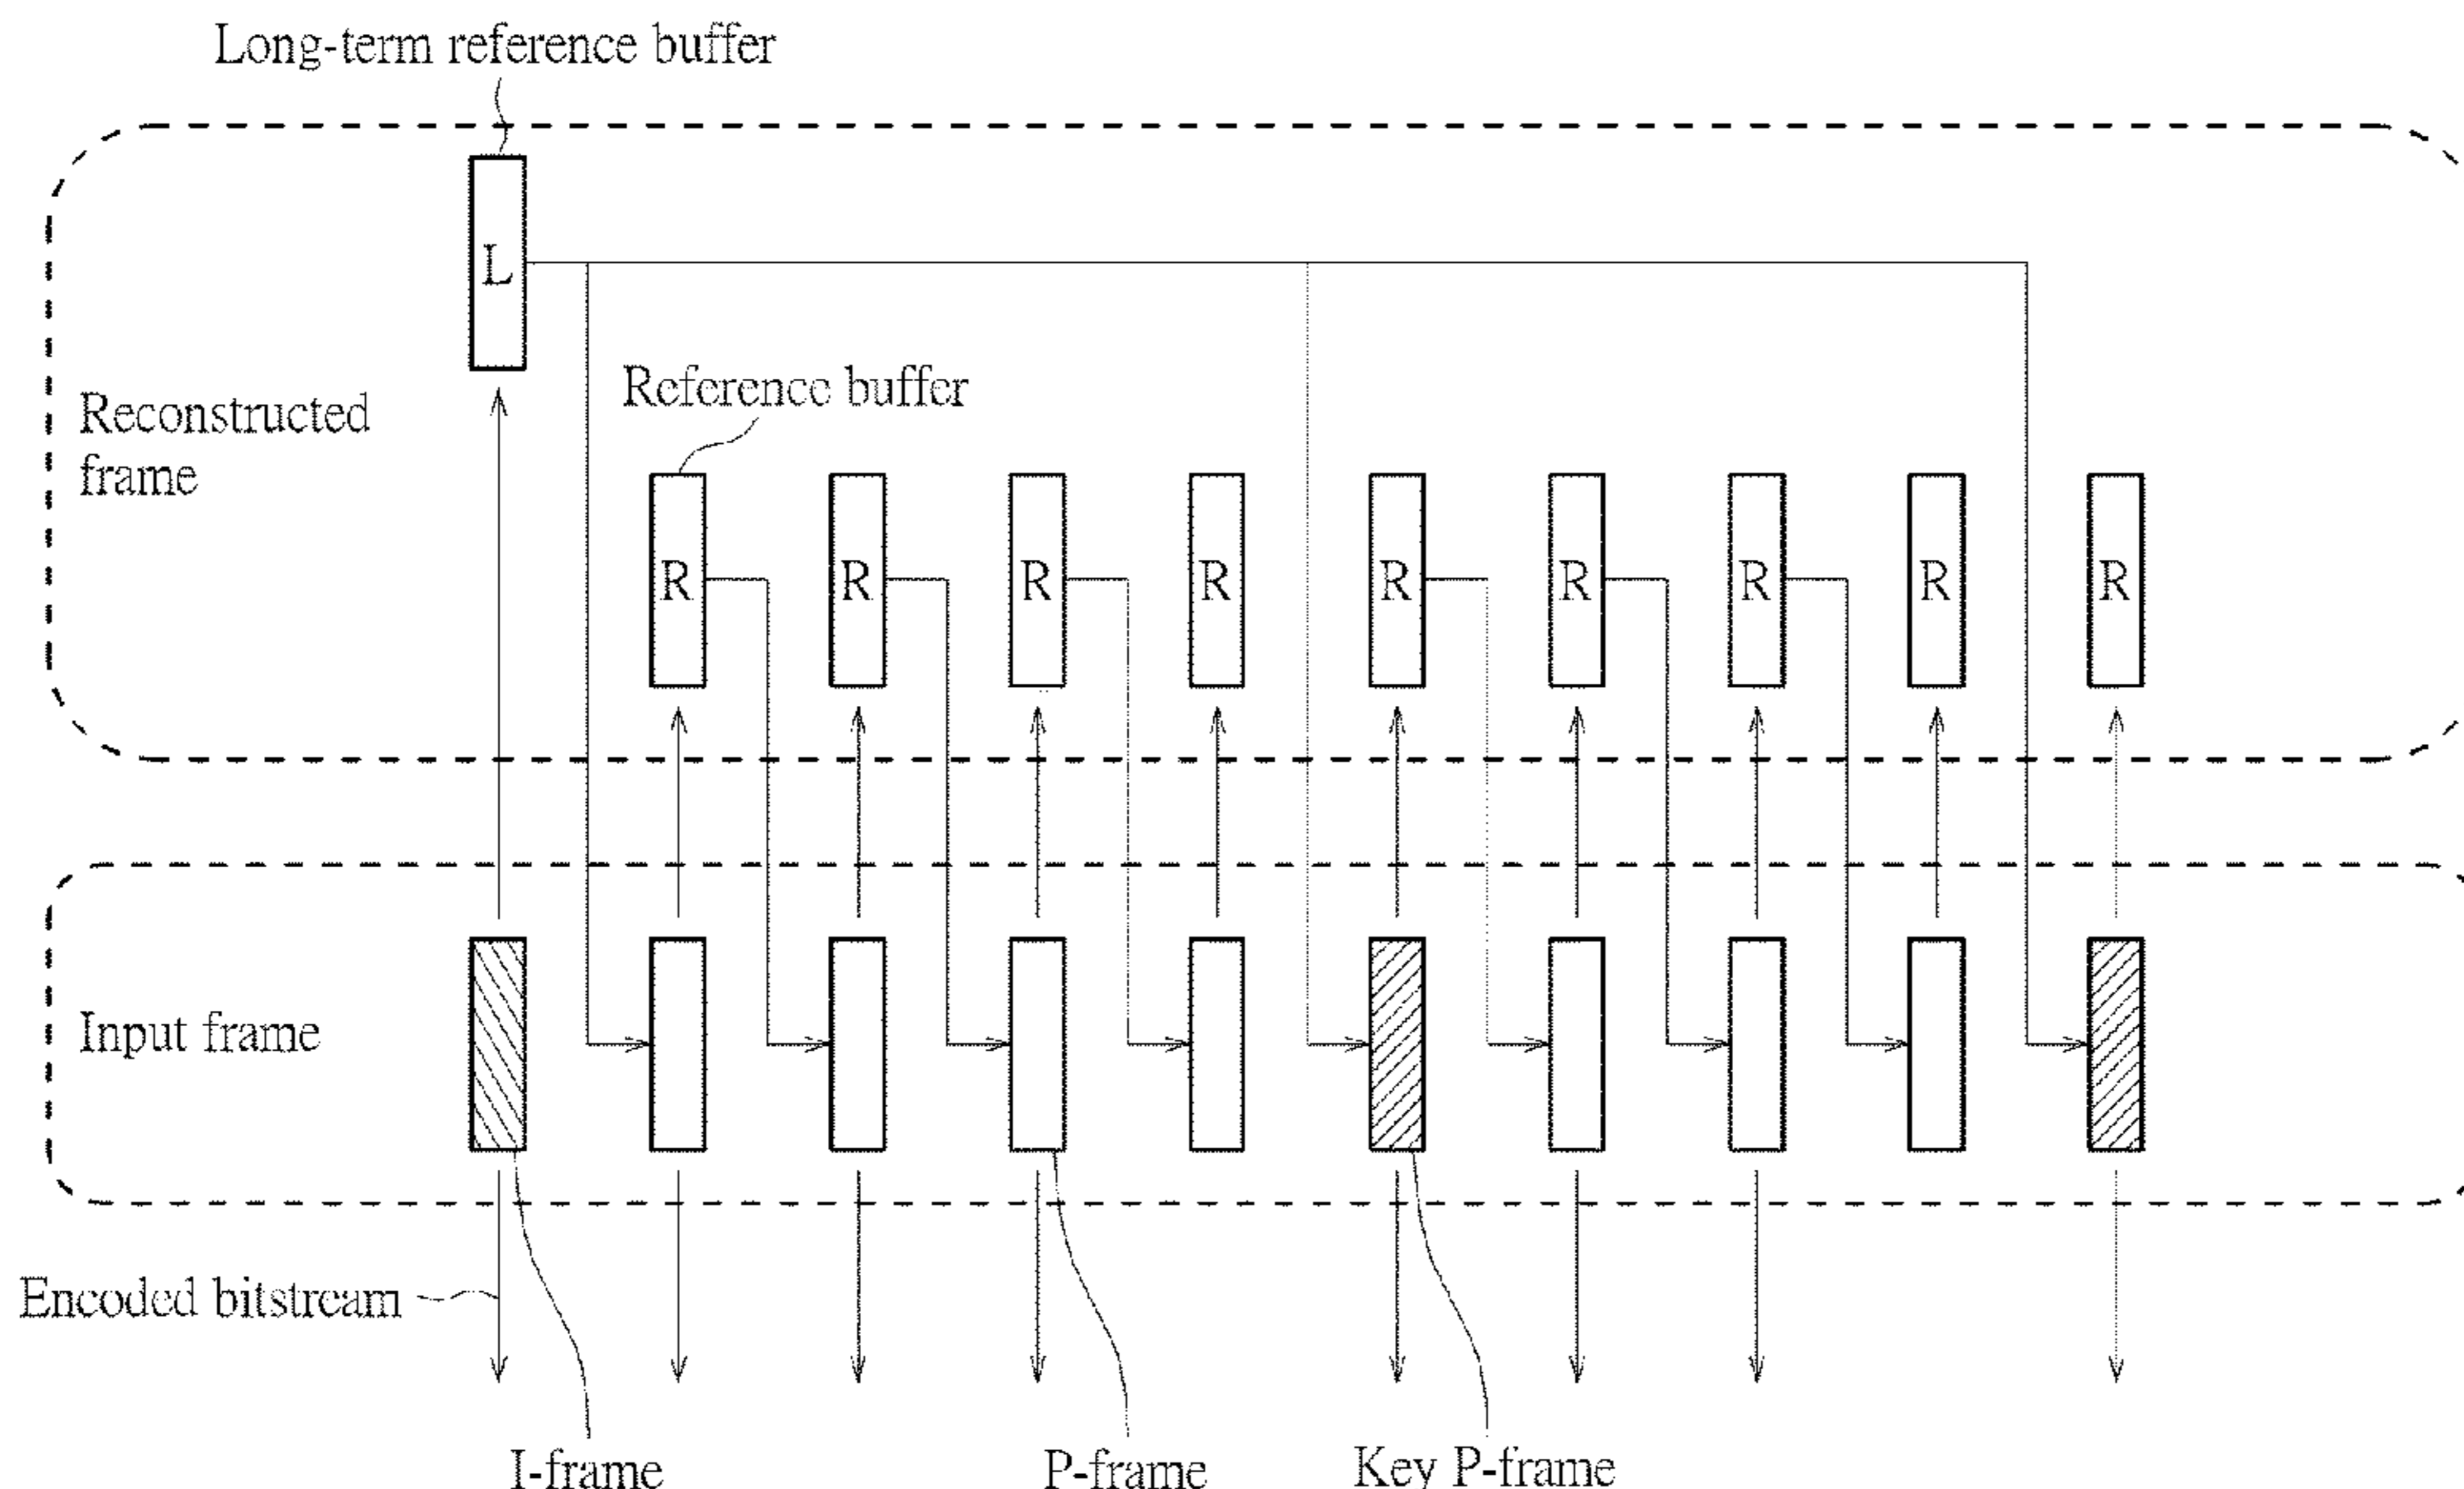 Long-term reference buffer
L
Reference buffer
Reconstructed
frame
R R R R R R R R R
Input frame
Encoded bitstream
I-frame P-frame Key P-frame